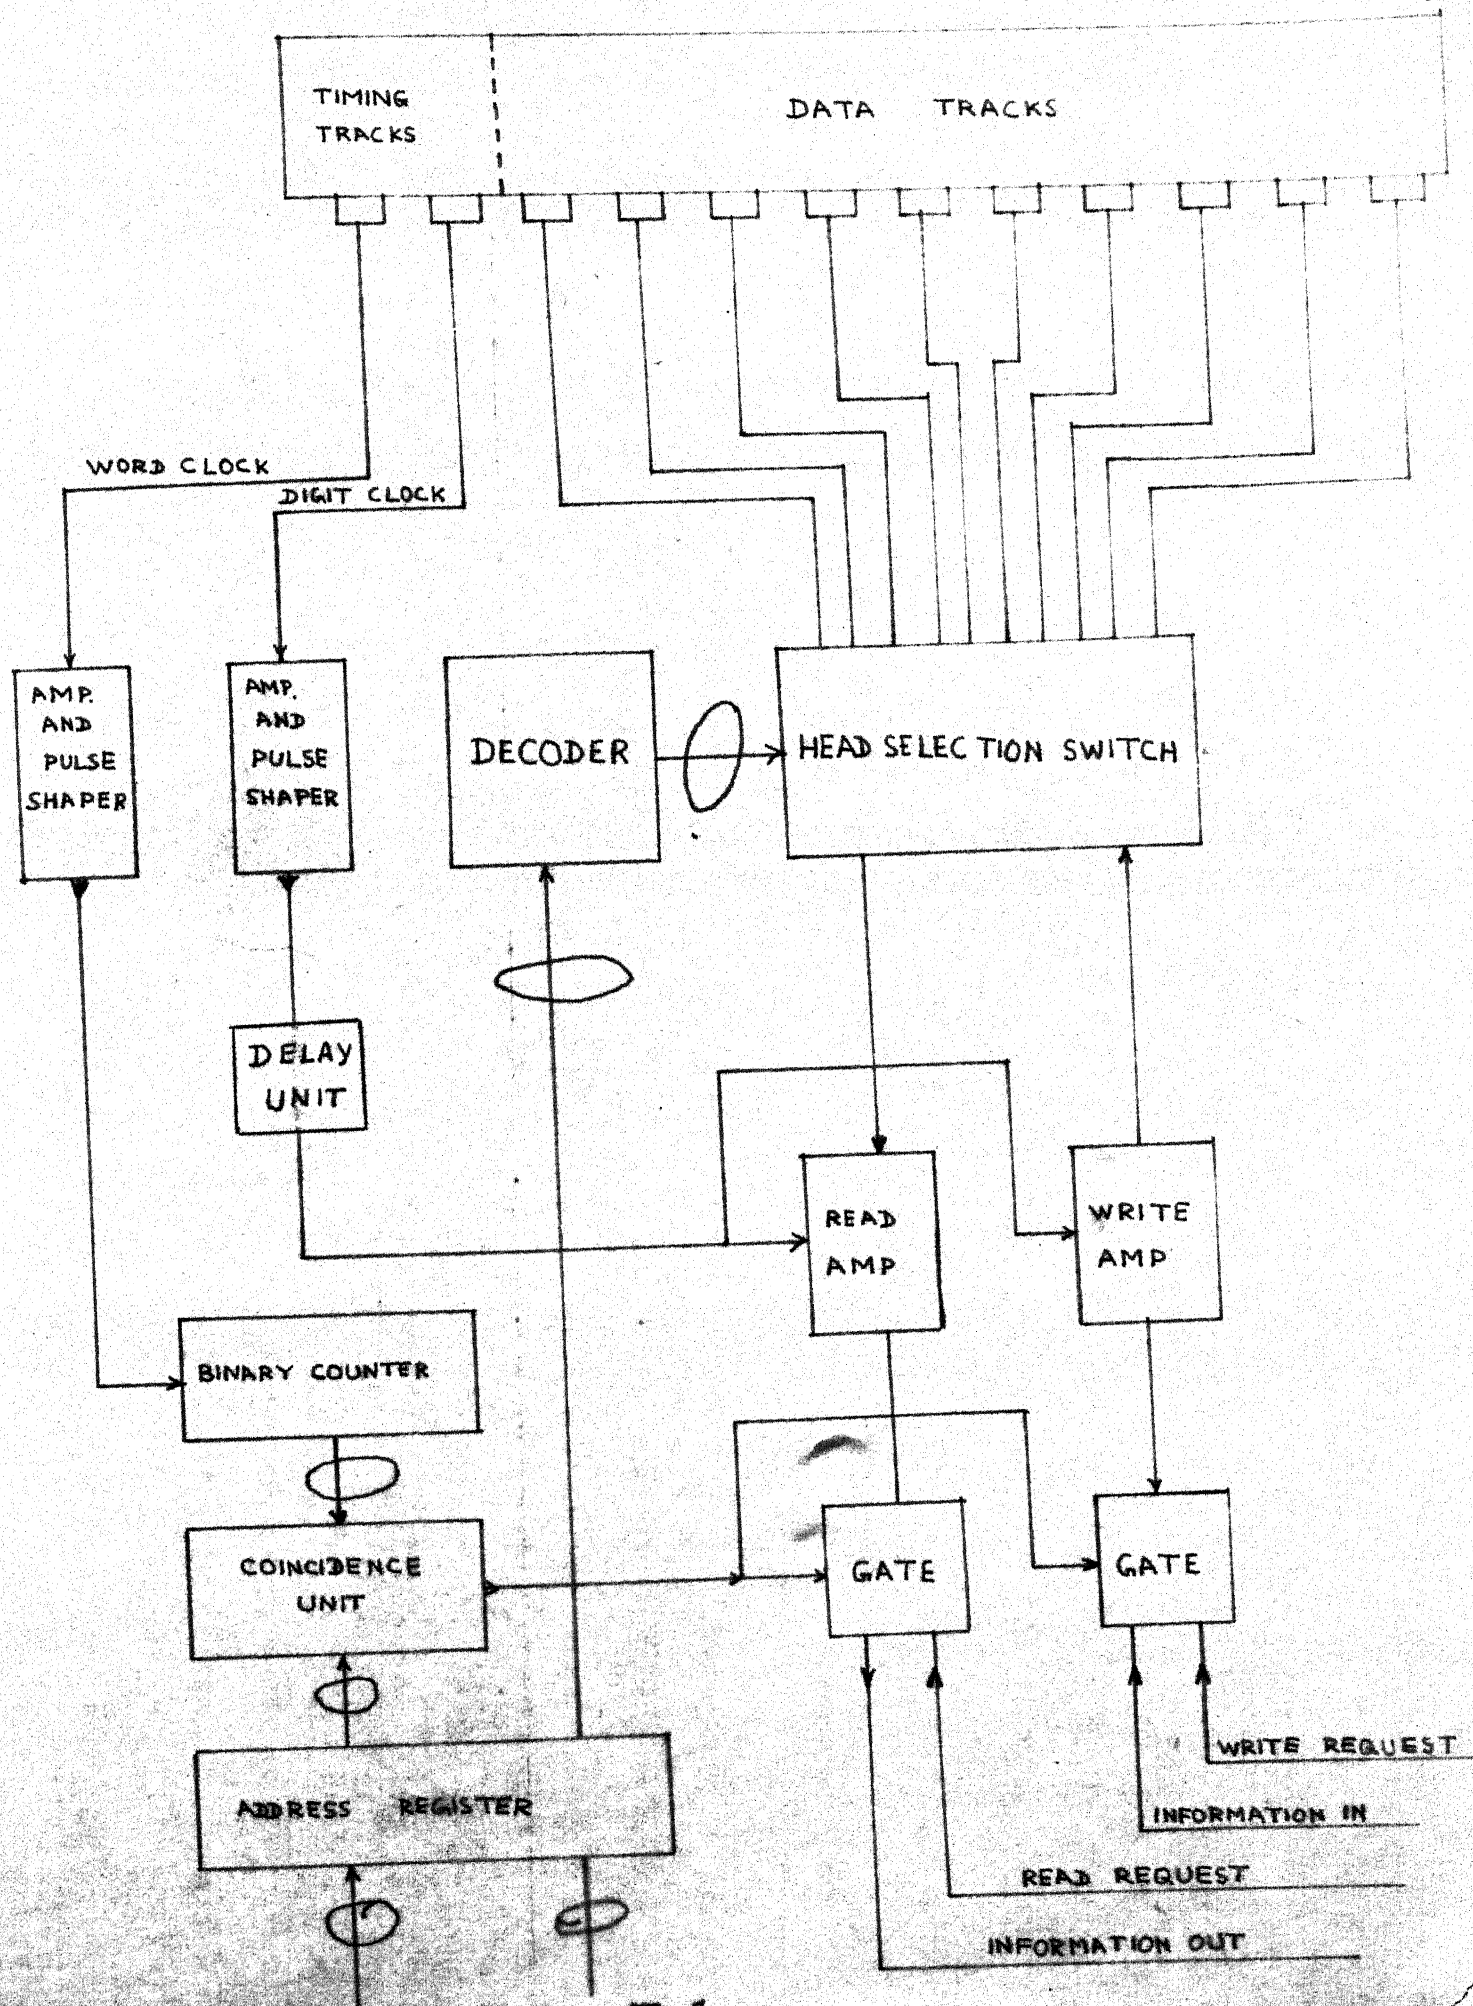 TIMING
TRACKS
DATA TRACKS
WORD CLOCK
DIGIT CLOCK
AMP.
AND
PULSE
SHAPER
AMP.
AND
PULSE
SHAPER
DECODER
HEAD SELECTION SWITCH
DELAY
UNIT
READ
AMP
WRITE
AMP
BINARY COUNTER
COINCIDENCE
UNIT
GATE
GATE
ADDRESS REGISTER
WRITE REQUEST
INFORMATION IN
READ REQUEST
INFORMATION OUT